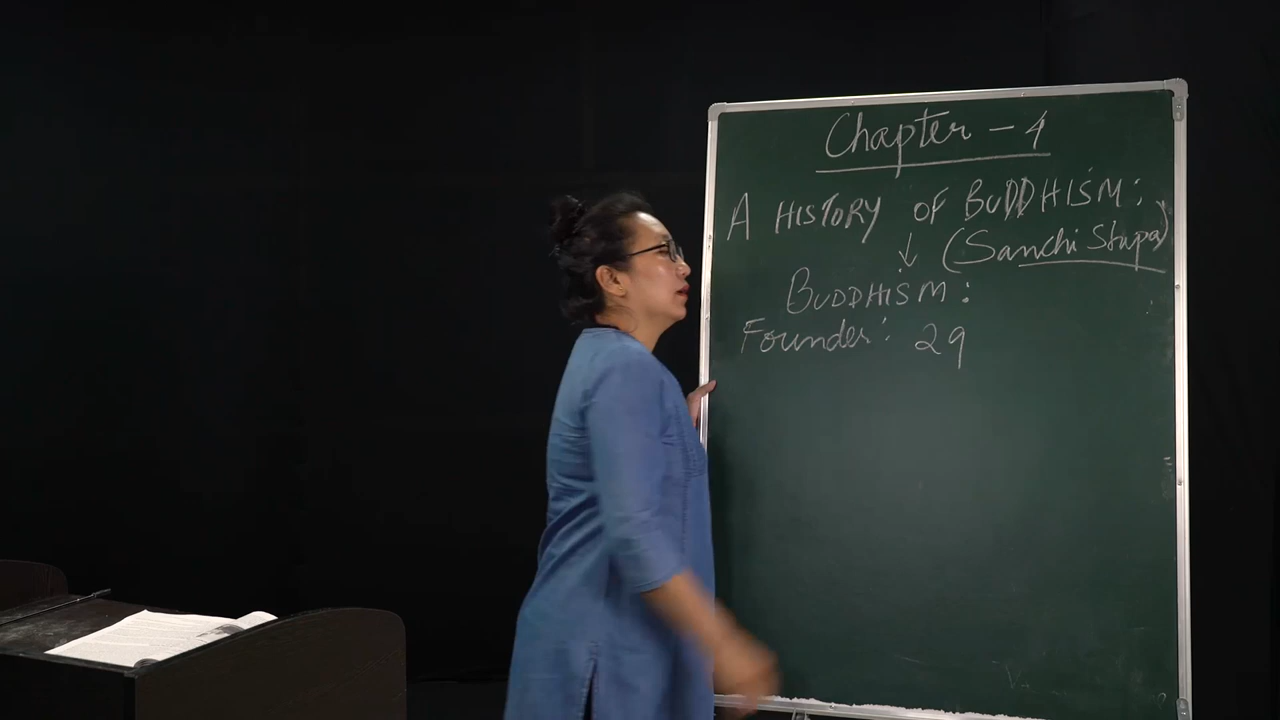 Chapter - 4
A HISTORY OF BUDDHISM:
(Sanchi Stupa)
BUDDHISM:
Founder: 29